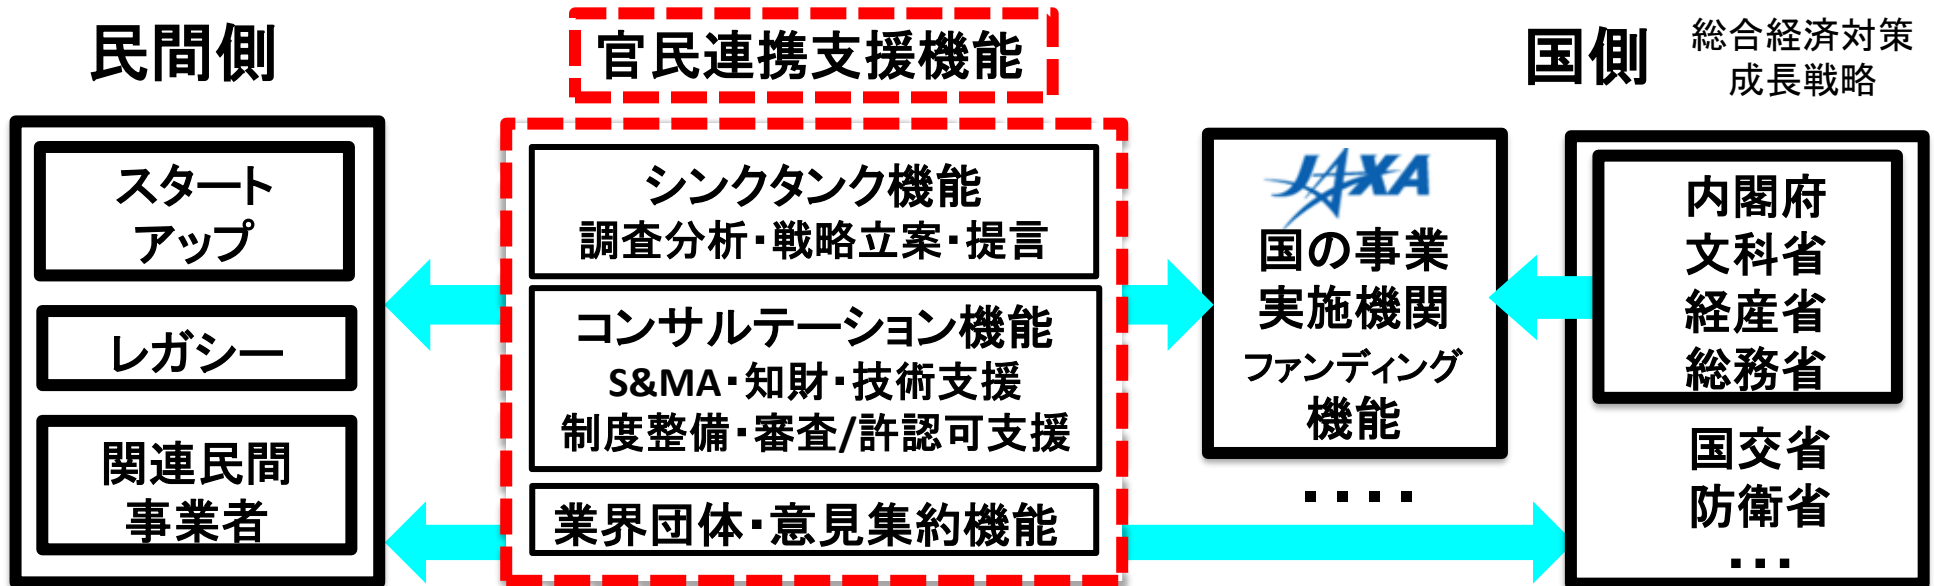 民間側
スタート
アップ
レガシー
関連民間
事業者
官民連携支援機能
シンクタンク機能
調査分析・戦略立案・提言
コンサルテーション機能
S&MA・知財・技術支援
制度整備・審査/許認可支援
業界団体・意見集約機能
JAXA
国の事業
実施機関
ファンディング
機能
・・・・
国側
総合経済対策
成長戦略
内閣府
文科省
経産省
総務省
国交省
防衛省
・・・